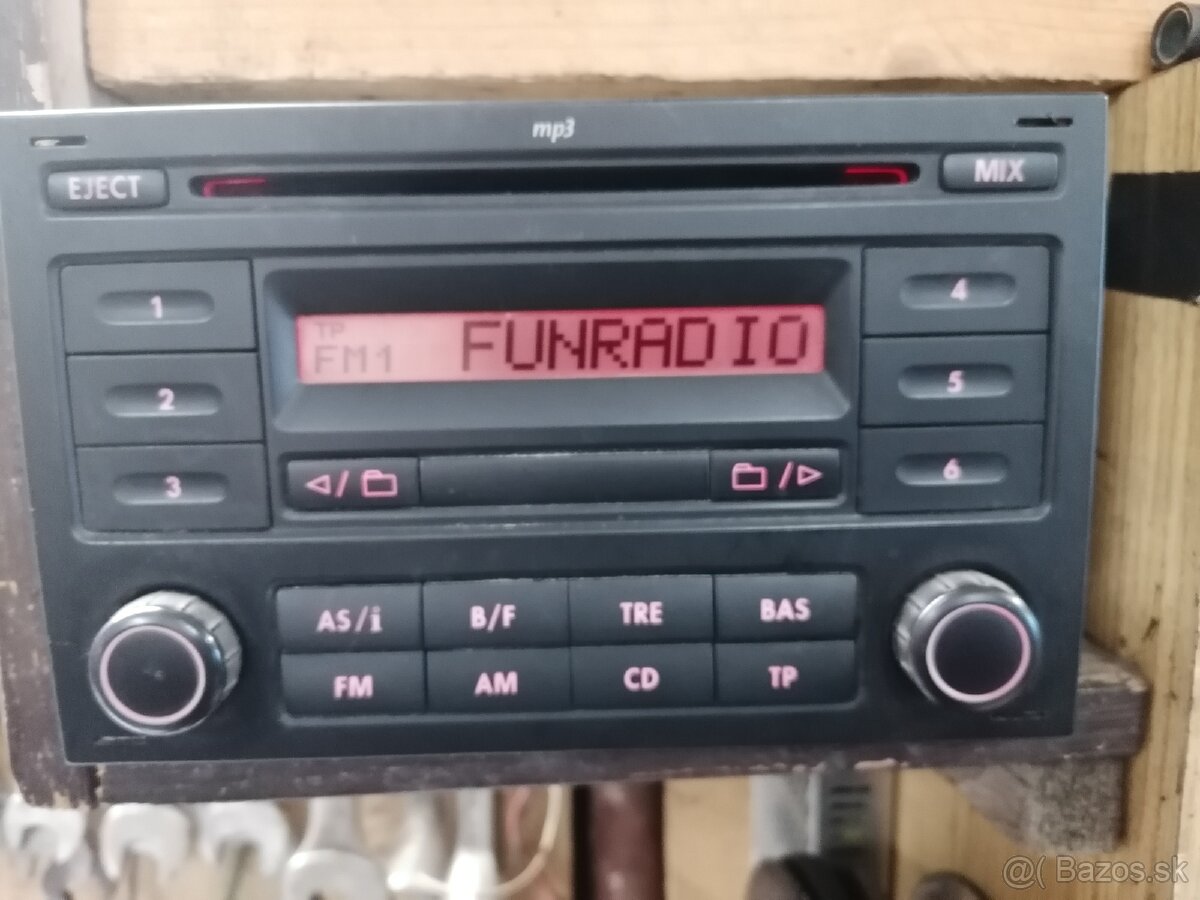 mp3
EJECT
MIX
1
4
TP
FM1 FUNRADIO
2
5
3
6
AS/i B/F TRE BAS
FM AM CD TP
@( Bazos.sk